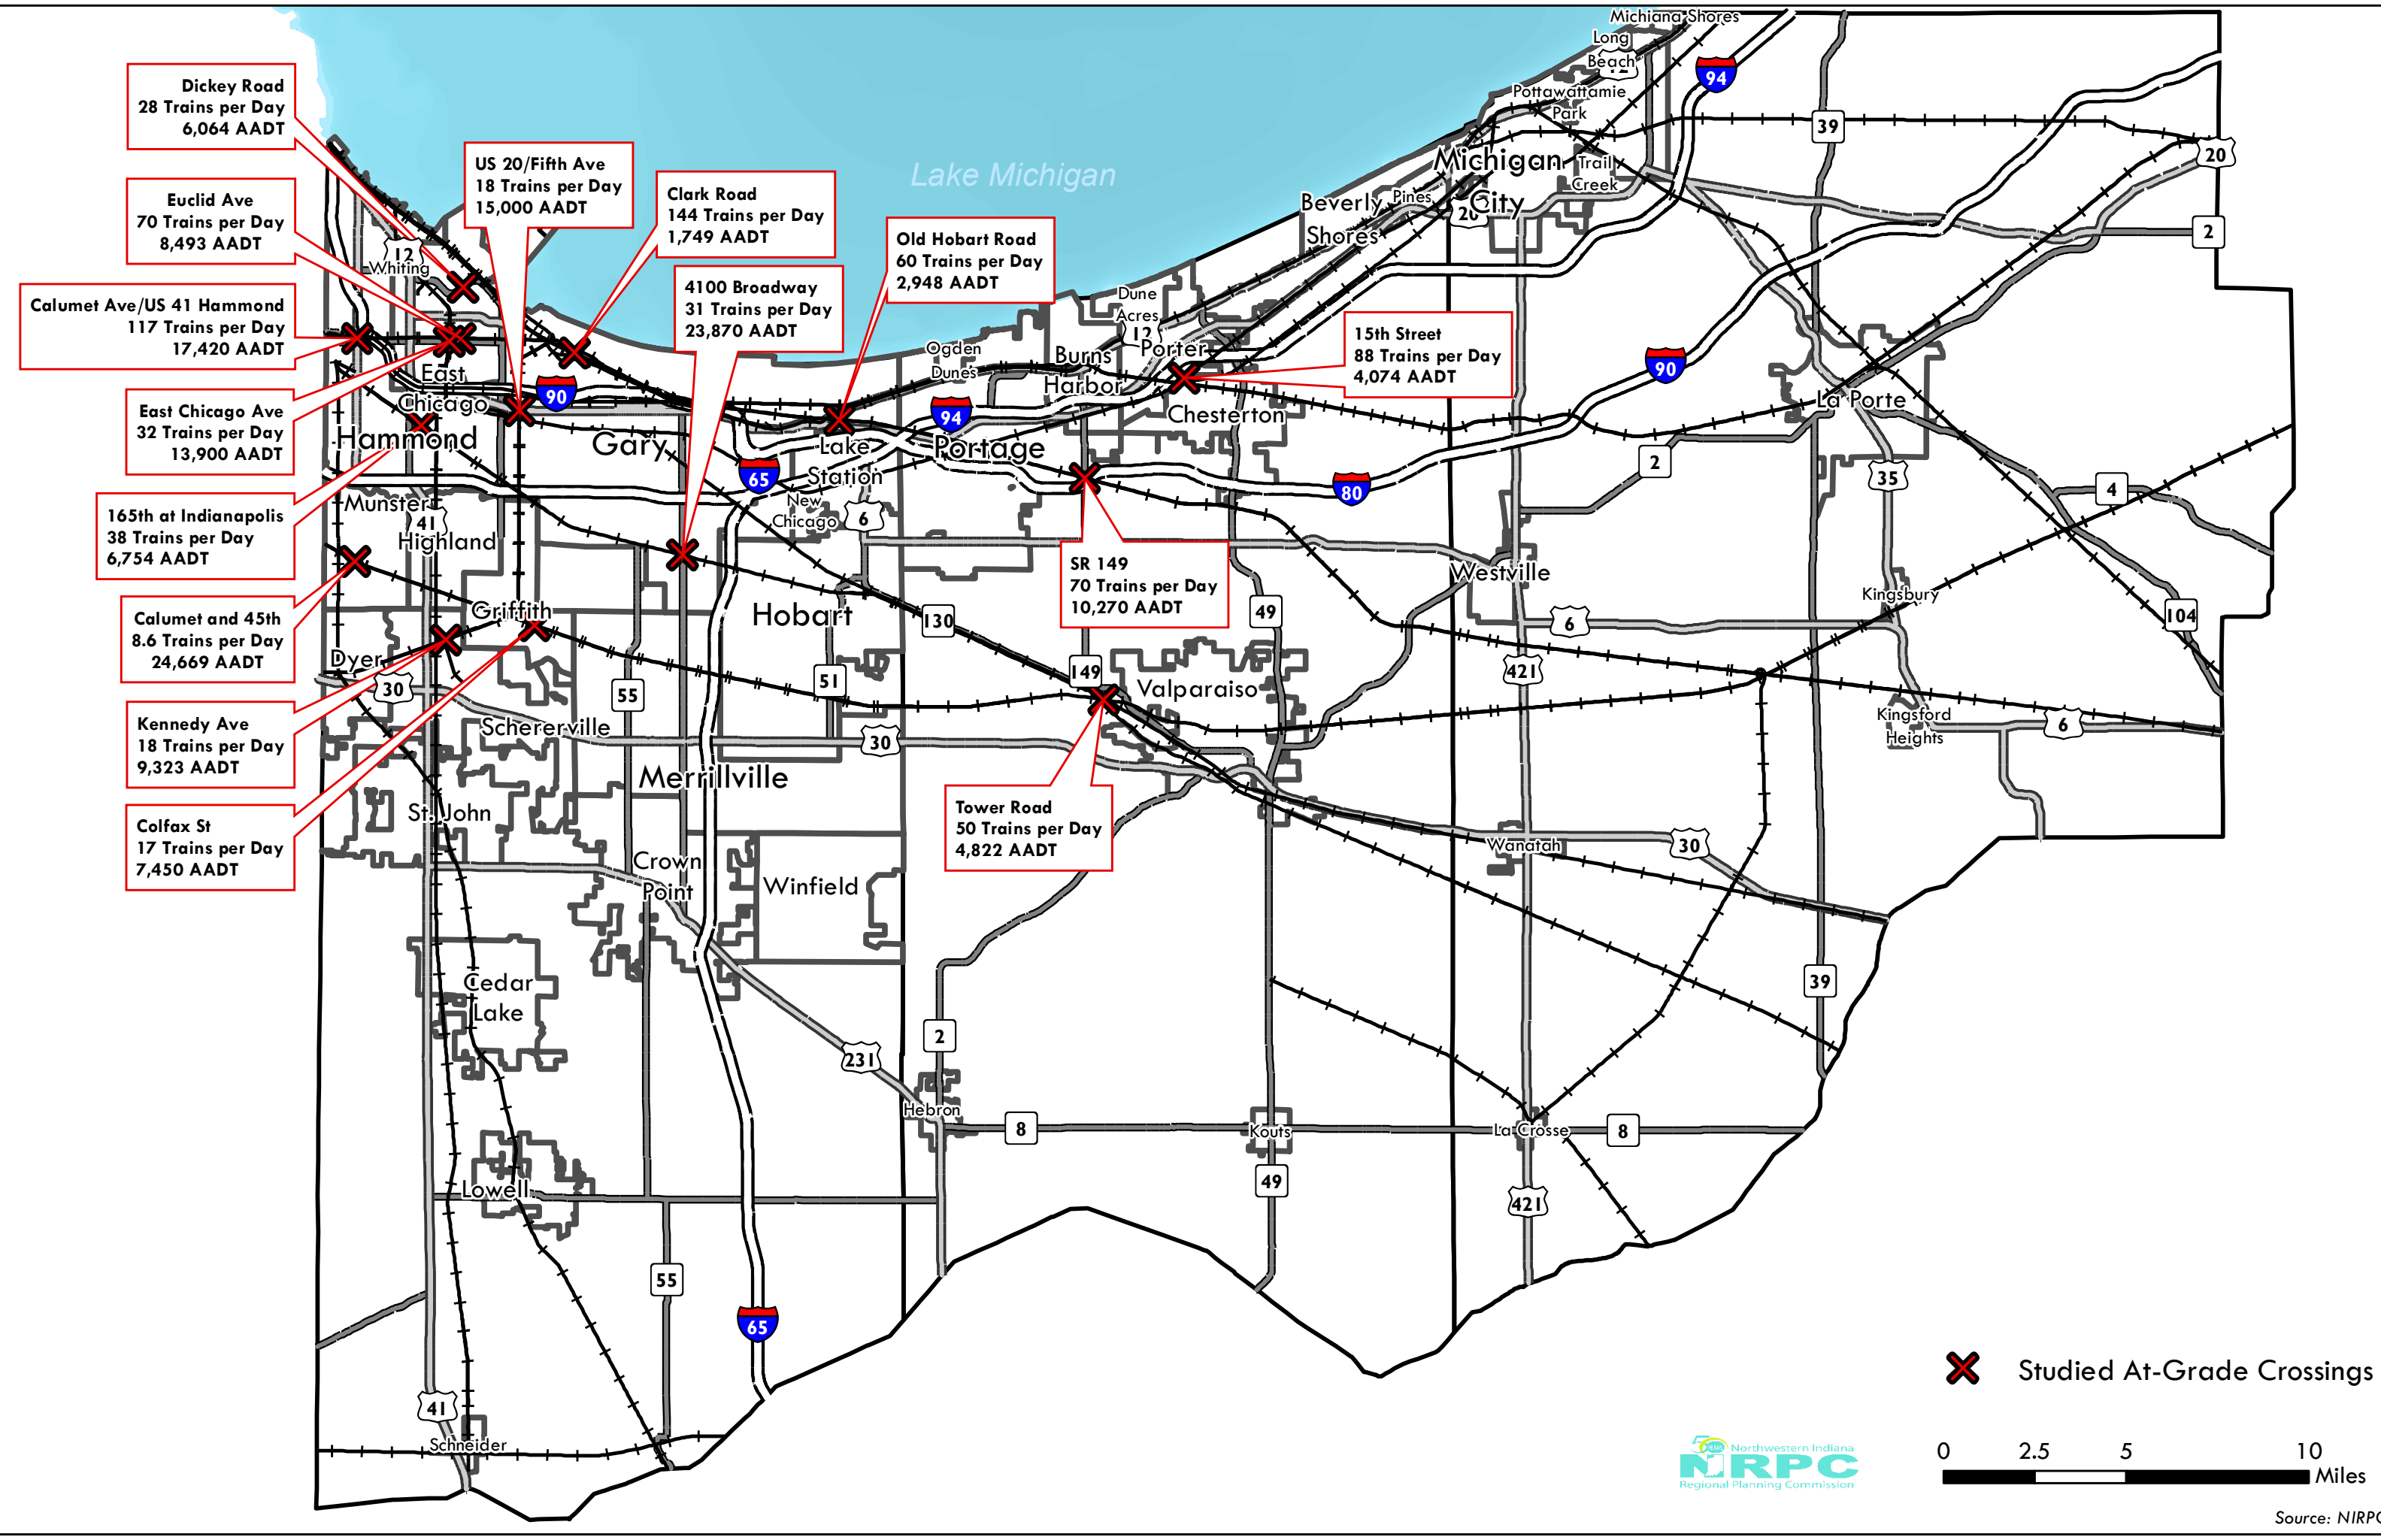 Michiana Shores
Long
Beach
12
94
Pottawattamie
Park
39
Dickey Road
28 Trains per Day
6,064 AADT
US 20/Fifth Ave
18 Trains per Day
15,000 AADT
Clark Road
144 Trains per Day
1,749 AADT
Lake Michigan
Michigan
City
Trail
Creek
20
20
2
Euclid Ave
70 Trains per Day
8,493 AADT
Beverly
Shores
Pines
Old Hobart Road
60 Trains per Day
2,948 AADT
12
Whiting
4100 Broadway
31 Trains per Day
23,870 AADT
Calumet Ave/US 41 Hammond
117 Trains per Day
17,420 AADT
Dune
Acres
12
Ogden
Dunes
Burns
Harbor
Porter
15th Street
88 Trains per Day
4,074 AADT
90
East
Chicago
90
94
Chesterton
La Porte
East Chicago Ave
32 Trains per Day
13,900 AADT
Hammond
Gary
Lake
Station
Portage
65
2
80
35
4
165th at Indianapolis
38 Trains per Day
6,754 AADT
Munster
41
Highland
New
Chicago
6
SR 149
70 Trains per Day
10,270 AADT
Westville
Kingsbury
Calumet and 45th
8.6 Trains per Day
24,669 AADT
Griffith
Hobart
130
49
6
104
Dyer
30
55
51
149
Valparaiso
421
Kennedy Ave
18 Trains per Day
9,323 AADT
Schererville
30
Kingsford
Heights
6
Merrillville
Colfax St
17 Trains per Day
7,450 AADT
St. John
Tower Road
50 Trains per Day
4,822 AADT
Wanatah
30
Crown
Point
Winfield
Cedar
Lake
39
2
231
Hebron
8
Kouts
La Crosse
8
Lowell
49
421
55
65
41
Schneider
Studied At-Grade Crossings
50
YEARS
Northwestern Indiana
NIRPC
Regional Planning Commission
0 2.5 5 10
Miles
Source: NIRPC